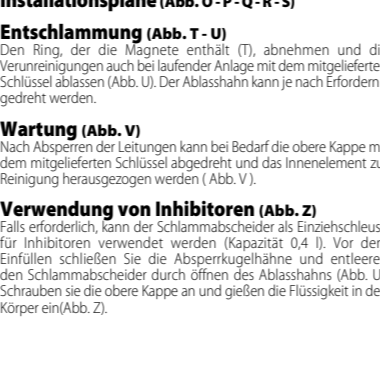 Installationspläne (Abb. O - P - Q - R - S)
Entschlammung (Abb. T - U)
Den Ring, der die Magnete enthält (T), abnehmen und di
Verunreinigungen auch bei laufender Anlage mit dem mitgelieferte
Schlüssel ablassen (Abb. U). Der Ablasshahn kann je nach Erfordern
gedreht werden.
Wartung (Abb. V)
Nach Absperren der Leitungen kann bei Bedarf die obere Kappe m
dem mitgelieferten Schlüssel abgedreht und das Innenelement zu
Reinigung herausgezogen werden ( Abb. V ).
Verwendung von Inhibitoren (Abb. Z)
Falls erforderlich, kann der Schlammabscheider als Einziehschleus
für Inhibitoren verwendet werden (Kapazität 0,4 l). Vor der
Einfüllen schließen Sie die Absperrkugelhähne und entleere
den Schlammabscheider durch öffnen des Ablasshahns (Abb. U
Schrauben sie die obere Kappe an und gießen die Flüssigkeit in de
Körper ein(Abb. Z).